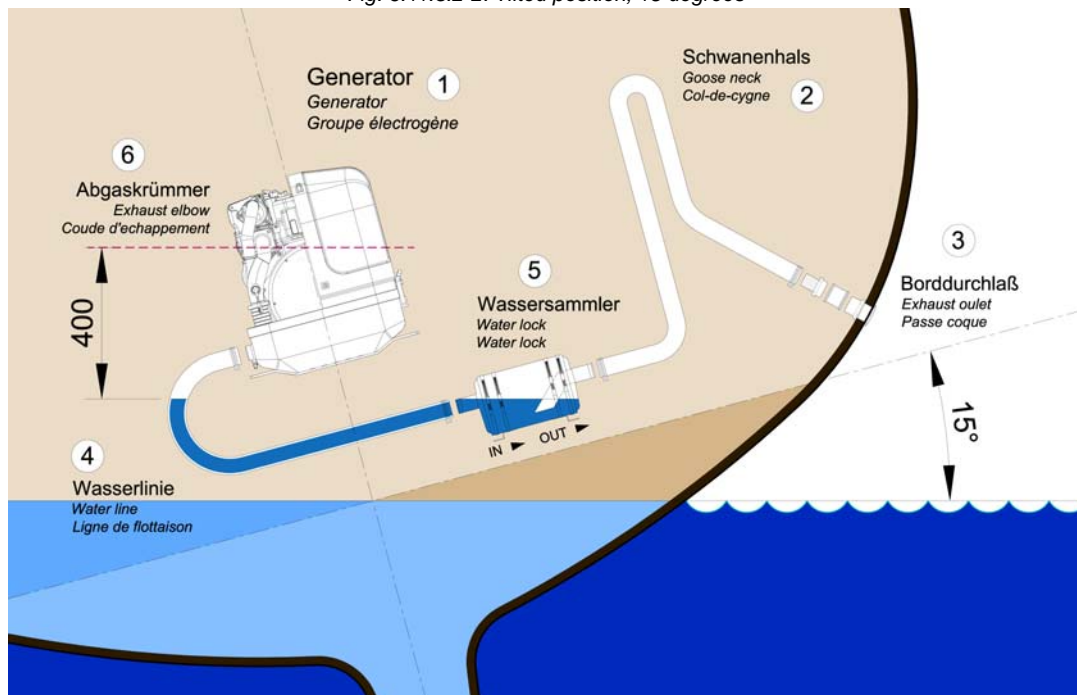 Tilted position, 15 degrees
Generator
Generator
Groupe électrogène
1
Schwanenhals
Goose neck
Col-de-cygne
2
6
Abgaskrümmer
Exhaust elbow
Coude d'echappement
400
3
Borddurchlaß
Exhaust oulet
Passe coque
5
Wassersammler
Water lock
Water lock
IN
OUT
15°
4
Wasserlinie
Water line
Ligne de flottaison